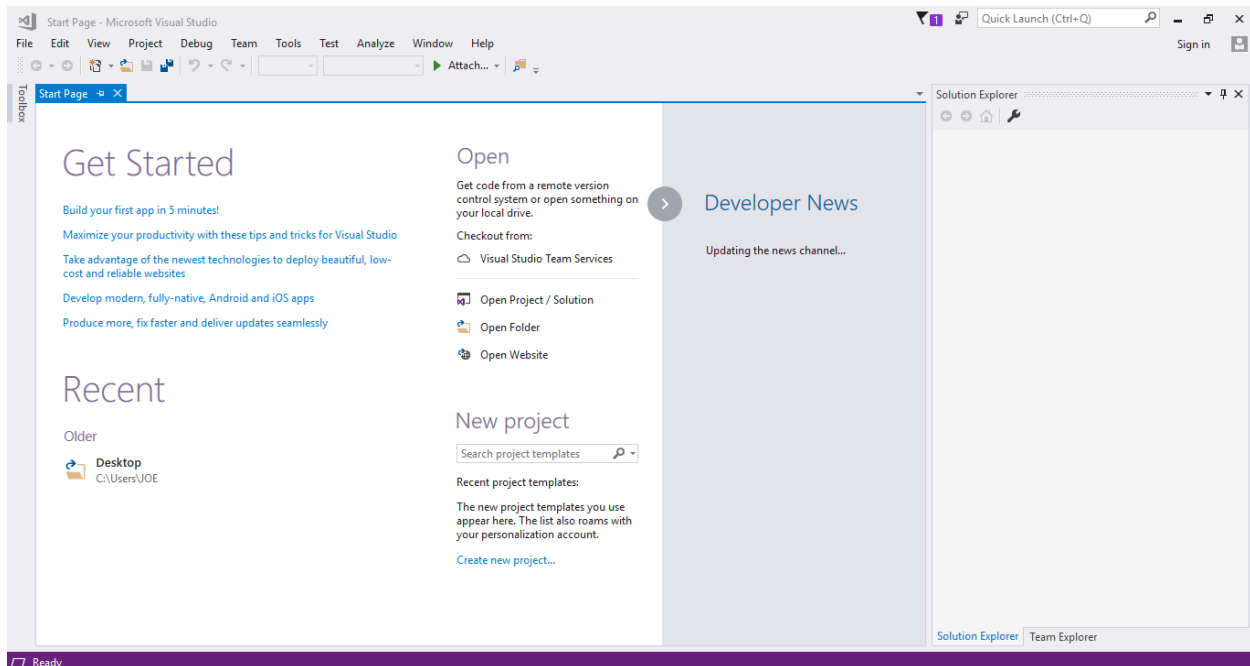 Start Page - Microsoft Visual Studio
1
Quick Launch (Ctrl+Q)
File Edit View Project Debug Team Tools Test Analyze Window Help
Sign in
Attach...
Toolbox
Start Page
Solution Explorer
Get Started
Build your first app in 5 minutes!
Maximize your productivity with these tips and tricks for Visual Studio
Take advantage of the newest technologies to deploy beautiful, low-
cost and reliable websites
Develop modern, fully-native, Android and iOS apps
Produce more, fix faster and deliver updates seamlessly
Recent
Older
Desktop
C:\Users\JOE
Open
Get code from a remote version
control system or open something on
your local drive.
Checkout from:
Visual Studio Team Services
Open Project / Solution
Open Folder
Open Website
New project
Search project templates
Recent project templates:
The new project templates you use
appear here. The list also roams with
your personalization account.
Create new project...
Developer News
Updating the news channel...
Solution Explorer Team Explorer
Ready